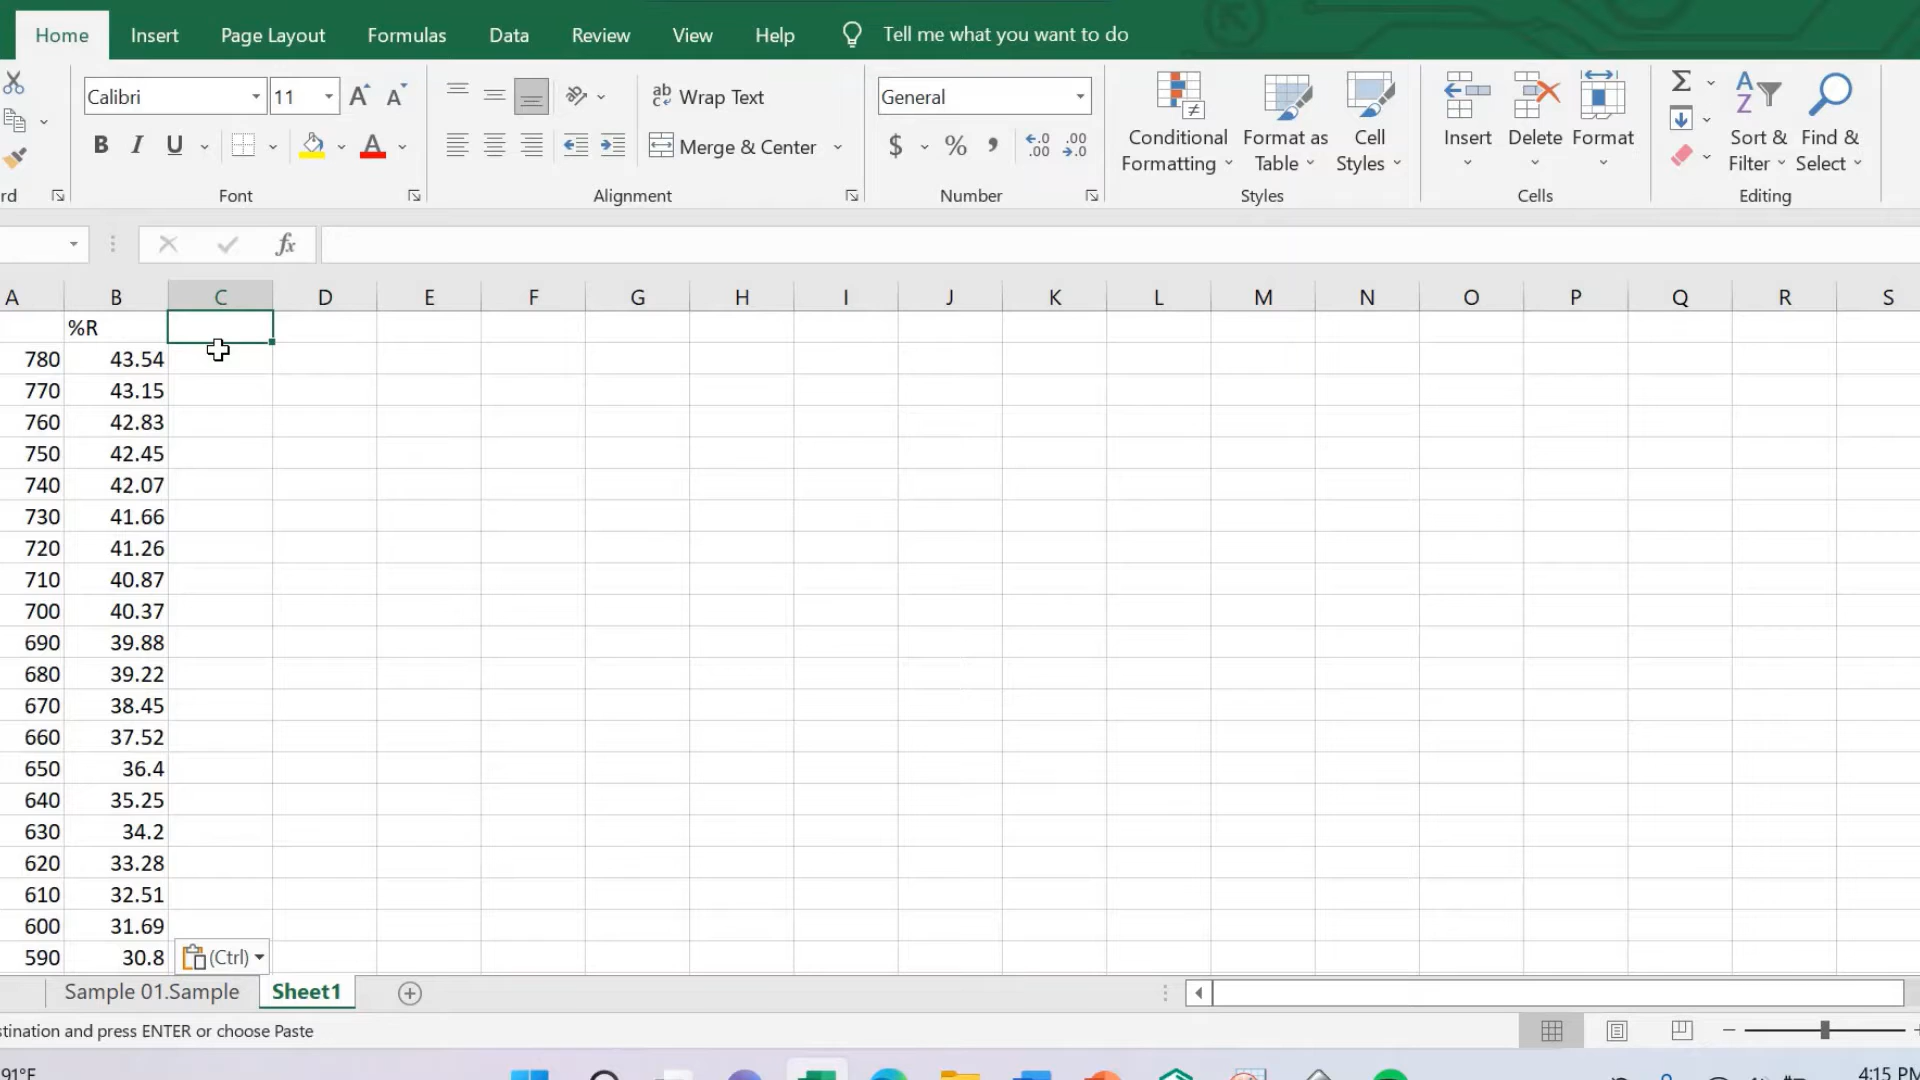 Home Insert Page Layout Formulas Data Review View Help Tell me what you want to do
Calibri 11 ab Wrap Text General
Conditional Formatting Format as Table Cell Styles Insert Delete Format Sort & Filter Find & Select
B I U A Merge & Center $ % , .0 .00 .00 .0
rd Font Alignment Number Styles Cells Editing
fx
A B C D E F G H I J K L M N O P Q R S
%R
780 43.54
770 43.15
760 42.83
750 42.45
740 42.07
730 41.66
720 41.26
710 40.87
700 40.37
690 39.88
680 39.22
670 38.45
660 37.52
650 36.4
640 35.25
630 34.2
620 33.28
610 32.51
600 31.69
590 30.8 (Ctrl)
Sample 01.Sample Sheet1
stination and press ENTER or choose Paste
91°F 4:15 PM